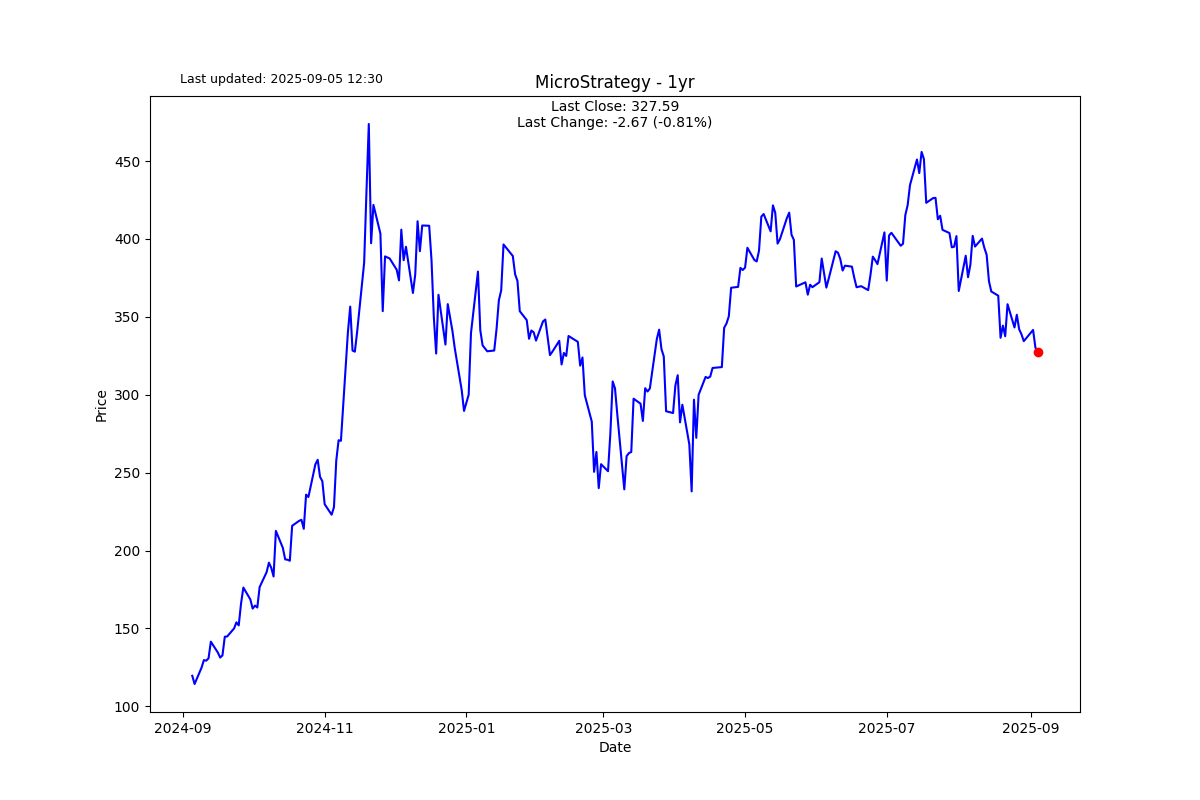 Last updated: 2025-09-05 12:30
MicroStrategy - 1yr
Last Close: 327.59
Last Change: -2.67 (-0.81%)
450
400
350
300
250
200
150
100
Price
2024-09
2024-11
2025-01
2025-03
2025-05
2025-07
2025-09
Date